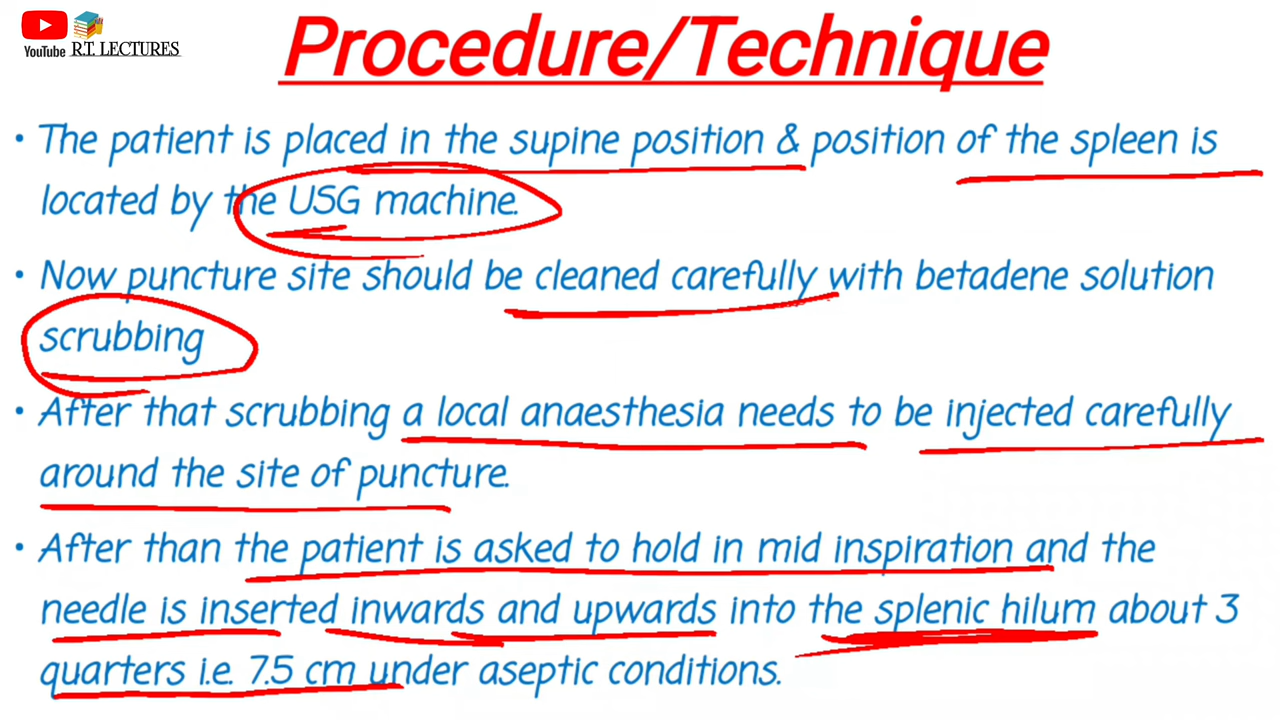 YouTube R.T. LECTURES
Procedure/Technique
• The patient is placed in the supine position & position of the spleen is
located by the USG machine.
• Now puncture site should be cleaned carefully with betadene solution
scrubbing
• After that scrubbing a local anaesthesia needs to be injected carefully
around the site of puncture.
• After than the patient is asked to hold in mid inspiration and the
needle is inserted inwards and upwards into the splenic hilum about 3
quarters i.e. 7.5 cm under aseptic conditions.